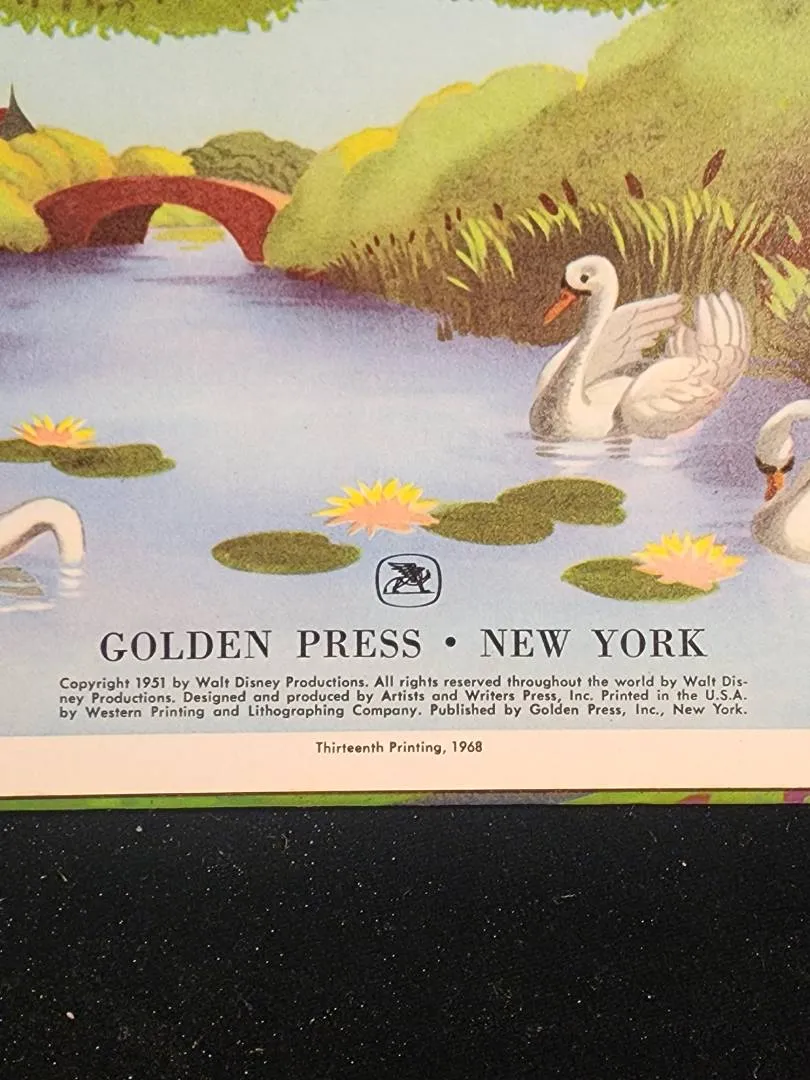 GOLDEN PRESS • NEW YORK
Copyright 1951 by Walt Disney Productions. All rights reserved throughout the world by Walt Dis-
ney Productions. Designed and produced by Artists and Writers Press, Inc. Printed in the U.S.A.
by Western Printing and Lithographing Company. Published by Golden Press, Inc., New York.
Thirteenth Printing, 1968